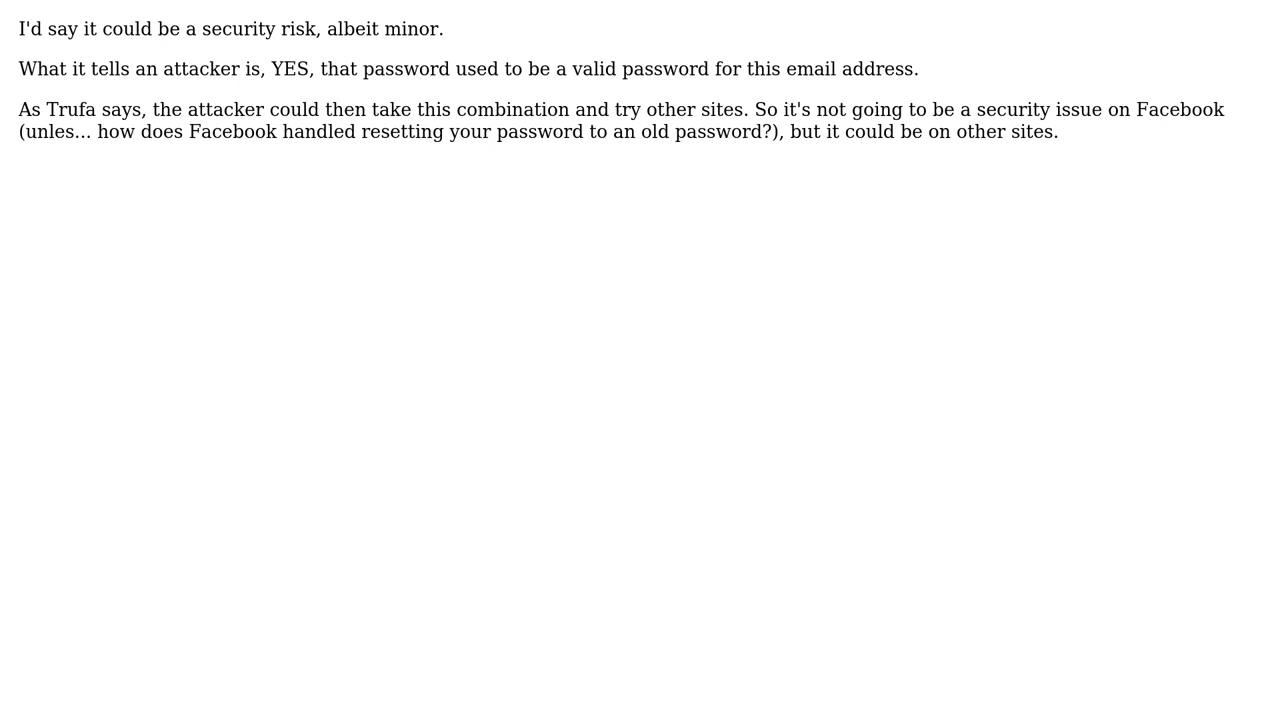 I'd say it could be a security risk, albeit minor.
What it tells an attacker is, YES, that password used to be a valid password for this email address.
As Trufa says, the attacker could then take this combination and try other sites. So it's not going to be a security issue on Facebook
(unles... how does Facebook handled resetting your password to an old password?), but it could be on other sites.